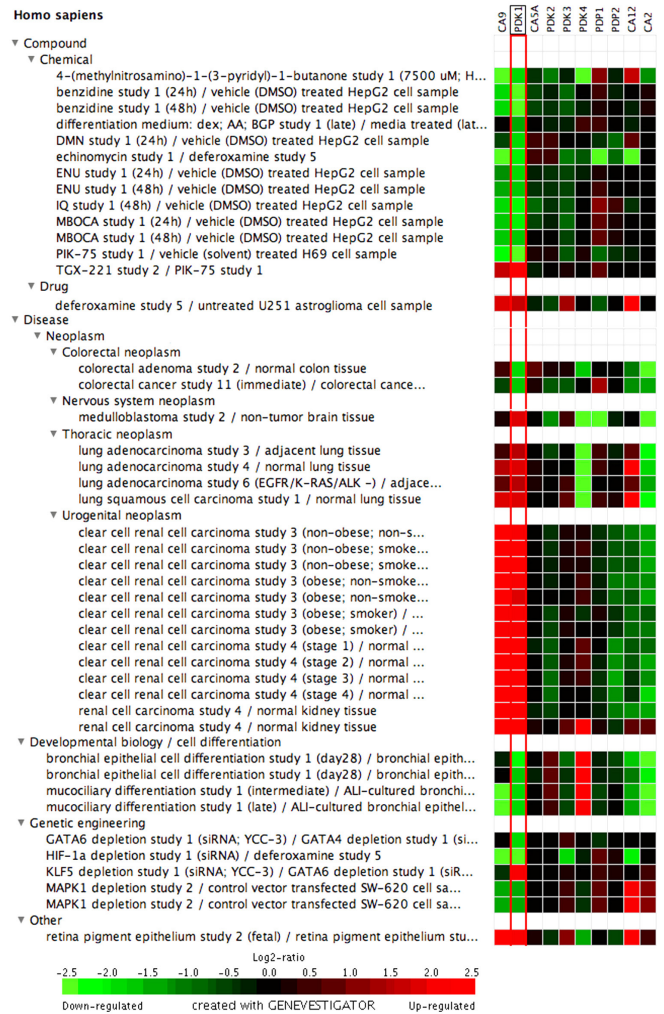 Homo sapiens
CA9 PDK1 CA5A PDK2 PDK3 PDK4 PDP1 PDP2 CA12 CA2
Compound
Chemical
4-(methylnitrosamino)-1-(3-pyridyl)-1-butanone study 1 (7500 uM; H...
benzidine study 1 (24h) / vehicle (DMSO) treated HepG2 cell sample
benzidine study 1 (48h) / vehicle (DMSO) treated HepG2 cell sample
differentiation medium: dex; AA; BGP study 1 (late) / media treated (lat...
DMN study 1 (24h) / vehicle (DMSO) treated HepG2 cell sample
echinomycin study 1 / deferoxamine study 5
ENU study 1 (24h) / vehicle (DMSO) treated HepG2 cell sample
ENU study 1 (48h) / vehicle (DMSO) treated HepG2 cell sample
IQ study 1 (48h) / vehicle (DMSO) treated HepG2 cell sample
MBOCA study 1 (24h) / vehicle (DMSO) treated HepG2 cell sample
MBOCA study 1 (48h) / vehicle (DMSO) treated HepG2 cell sample
PIK-75 study 1 / vehicle (solvent) treated H69 cell sample
TGX-221 study 2 / PIK-75 study 1
Drug
deferoxamine study 5 / untreated U251 astroglioma cell sample
Disease
Neoplasm
Colorectal neoplasm
colorectal adenoma study 2 / normal colon tissue
colorectal cancer study 11 (immediate) / colorectal cance...
Nervous system neoplasm
medulloblastoma study 2 / non-tumor brain tissue
Thoracic neoplasm
lung adenocarcinoma study 3 / adjacent lung tissue
lung adenocarcinoma study 4 / normal lung tissue
lung adenocarcinoma study 6 (EGFR/K-RAS/ALK -) / adjace...
lung squamous cell carcinoma study 1 / normal lung tissue
Urogenital neoplasm
clear cell renal cell carcinoma study 3 (non-obese; non-s...
clear cell renal cell carcinoma study 3 (non-obese; smoke...
clear cell renal cell carcinoma study 3 (non-obese; smoke...
clear cell renal cell carcinoma study 3 (obese; non-smoke...
clear cell renal cell carcinoma study 3 (obese; non-smoke...
clear cell renal cell carcinoma study 3 (obese; smoker) / ...
clear cell renal cell carcinoma study 3 (obese; smoker) / ...
clear cell renal cell carcinoma study 4 (stage 1) / normal ...
clear cell renal cell carcinoma study 4 (stage 2) / normal ...
clear cell renal cell carcinoma study 4 (stage 3) / normal ...
clear cell renal cell carcinoma study 4 (stage 4) / normal ...
renal cell carcinoma study 4 / normal kidney tissue
renal cell carcinoma study 4 / normal kidney tissue
Developmental biology / cell differentiation
bronchial epithelial cell differentiation study 1 (day28) / bronchial epith...
bronchial epithelial cell differentiation study 1 (day28) / bronchial epith...
mucociliary differentiation study 1 (intermediate) / ALI-cultured bronchi...
mucociliary differentiation study 1 (late) / ALI-cultured bronchial epithel...
Genetic engineering
GATA6 depletion study 1 (siRNA; YCC-3) / GATA4 depletion study 1 (si...
HIF-1a depletion study 1 (siRNA) / deferoxamine study 5
KLF5 depletion study 1 (siRNA; YCC-3) / GATA6 depletion study 1 (siR...
MAPK1 depletion study 2 / control vector transfected SW-620 cell sa...
MAPK1 depletion study 2 / control vector transfected SW-620 cell sa...
Other
retina pigment epithelium study 2 (fetal) / retina pigment epithelium stu...
Log2-ratio
-2.5 -2.0 -1.5 -1.0 -0.5 0.0 0.5 1.0 1.5 2.0 2.5
Down-regulated created with GENEVESTIGATOR Up-regulated